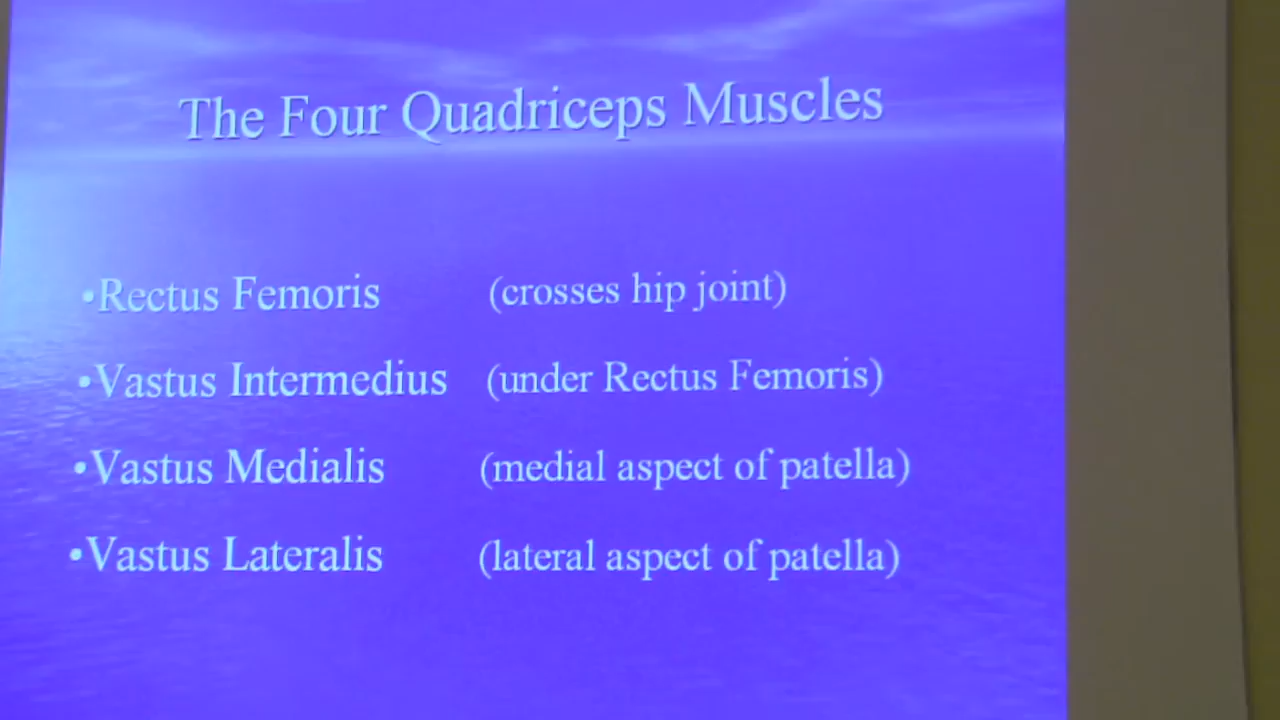 The Four Quadriceps Muscles
•Rectus Femoris (crosses hip joint)
•Vastus Intermedius (under Rectus Femoris)
•Vastus Medialis (medial aspect of patella)
•Vastus Lateralis (lateral aspect of patella)